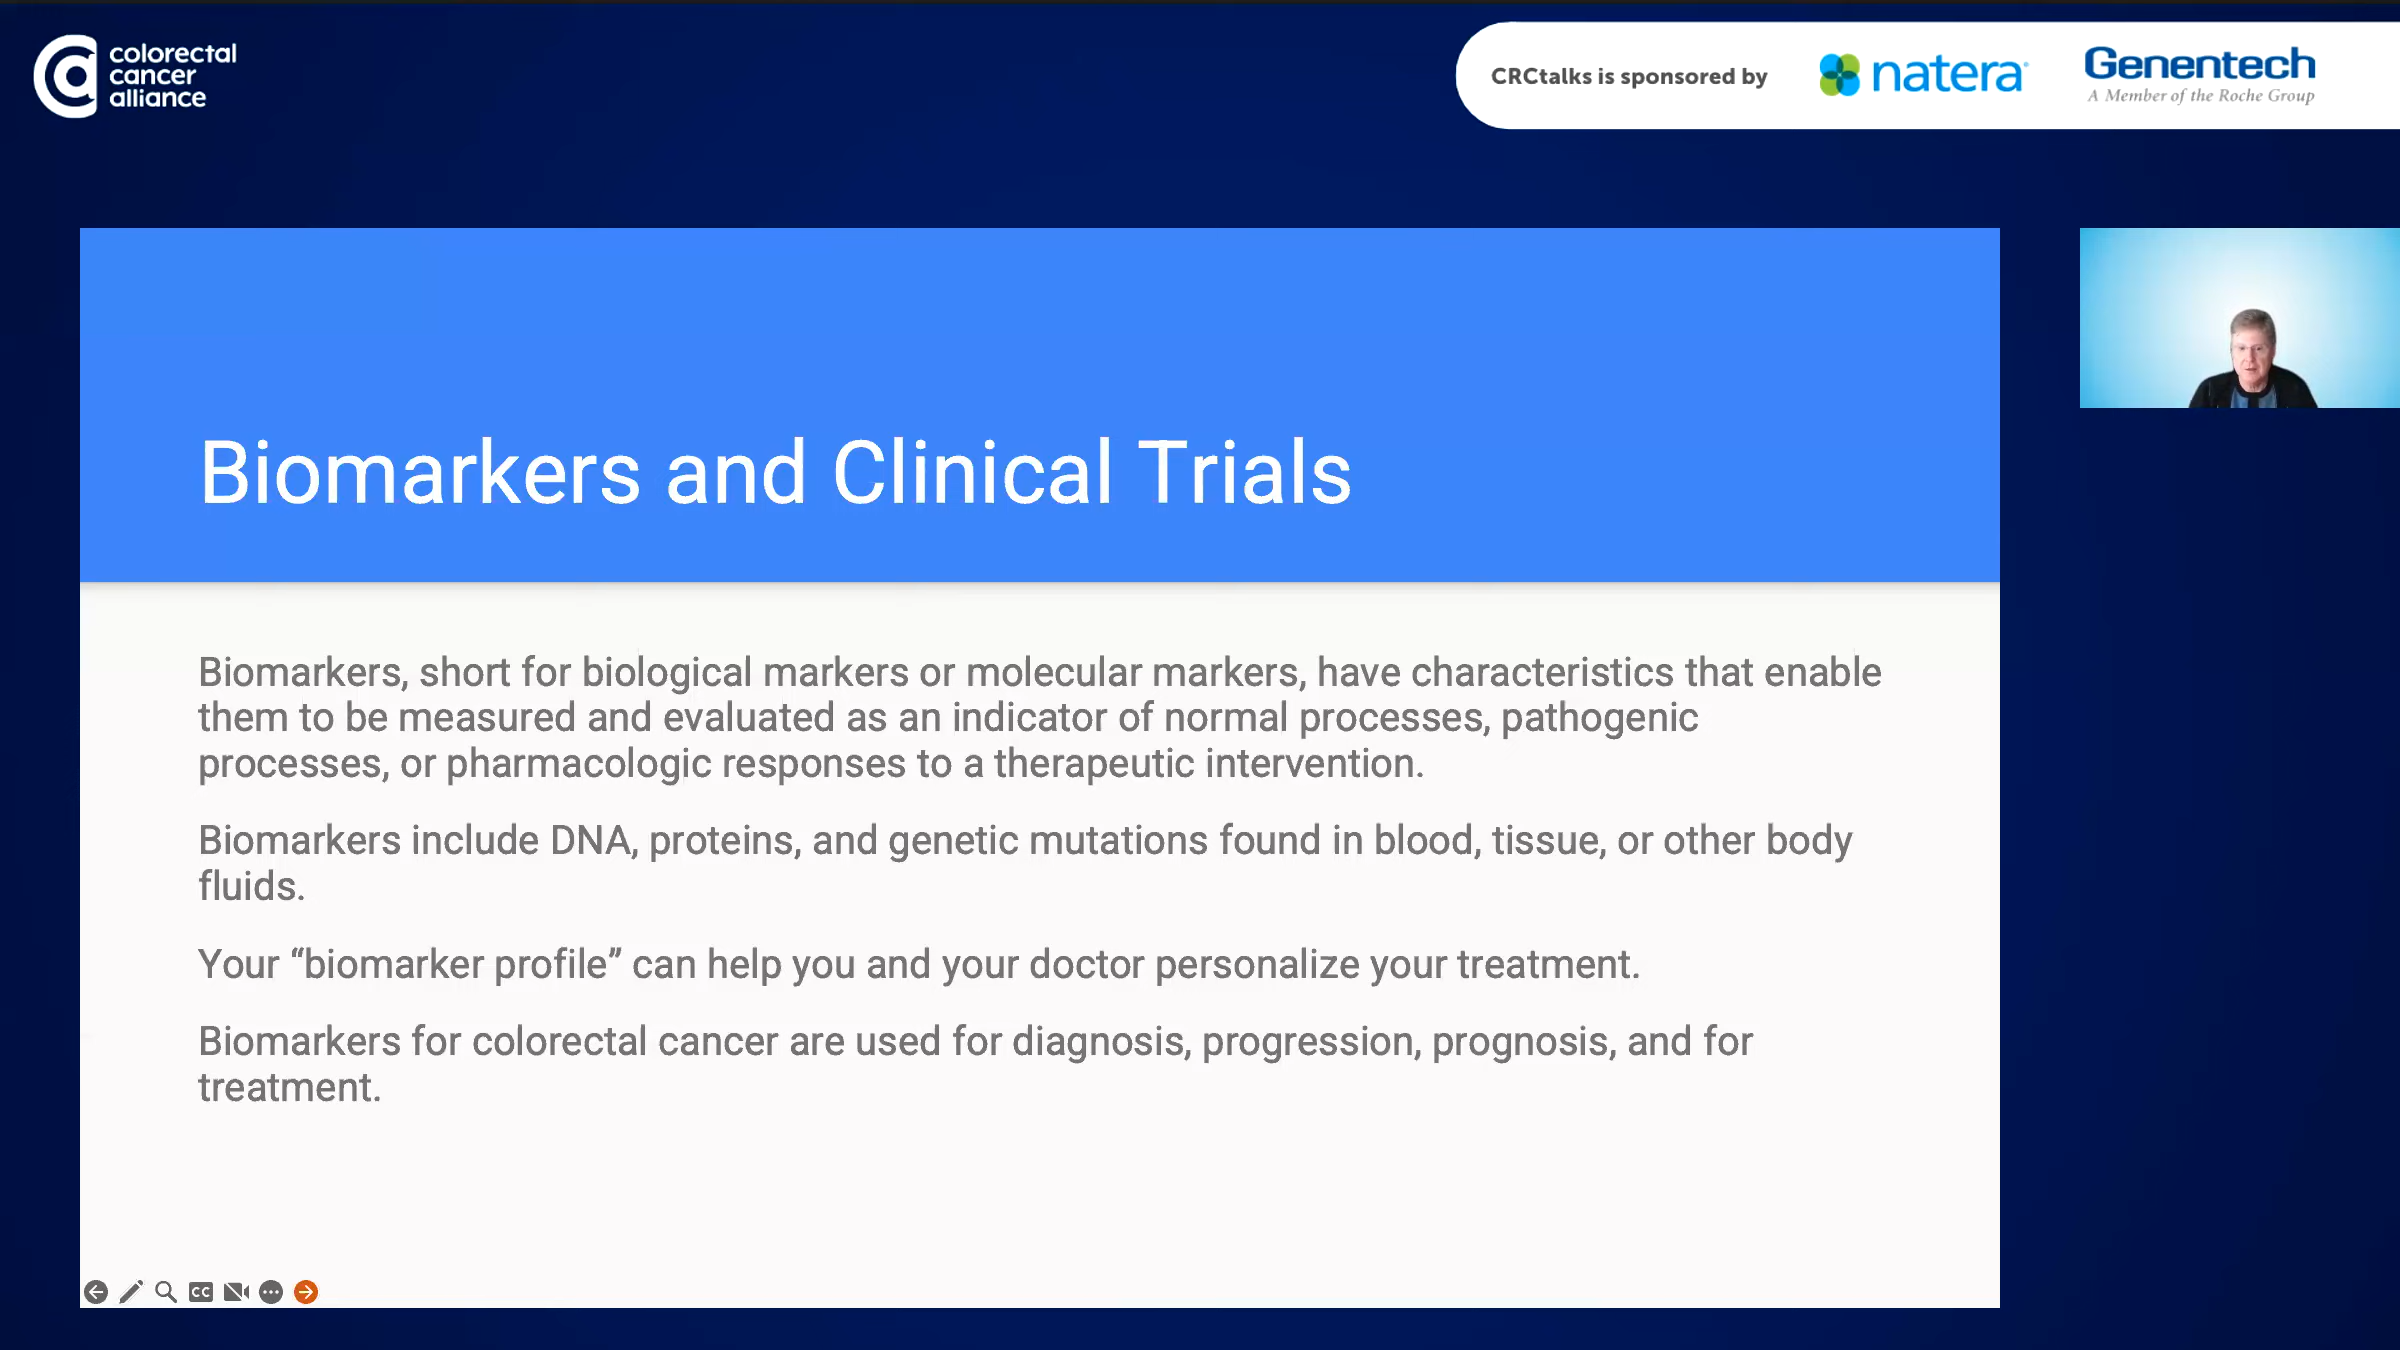 colorectal
cancer
alliance
CRCtalks is sponsored by
natera
Genentech
A Member of the Roche Group
Biomarkers and Clinical Trials
Biomarkers, short for biological markers or molecular markers, have characteristics that enable
them to be measured and evaluated as an indicator of normal processes, pathogenic
processes, or pharmacologic responses to a therapeutic intervention.
Biomarkers include DNA, proteins, and genetic mutations found in blood, tissue, or other body
fluids.
Your “biomarker profile” can help you and your doctor personalize your treatment.
Biomarkers for colorectal cancer are used for diagnosis, progression, prognosis, and for
treatment.
CC